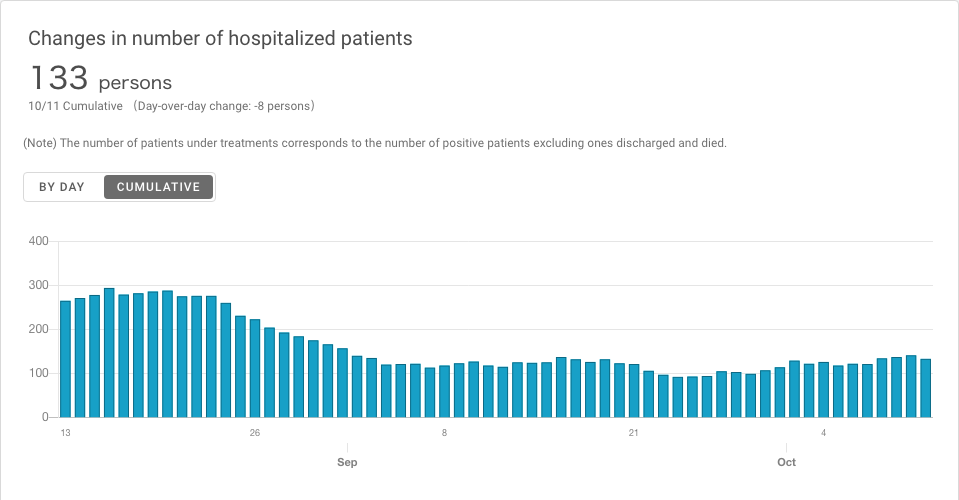 Changes in number of hospitalized patients
133 persons
10/11 Cumulative （Day-over-day change: -8 persons）
(Note) The number of patients under treatments corresponds to the number of positive patients excluding ones discharged and died.
BY DAY CUMULATIVE
400
300
200
100
0
13 26 8 21 4
Sep Oct